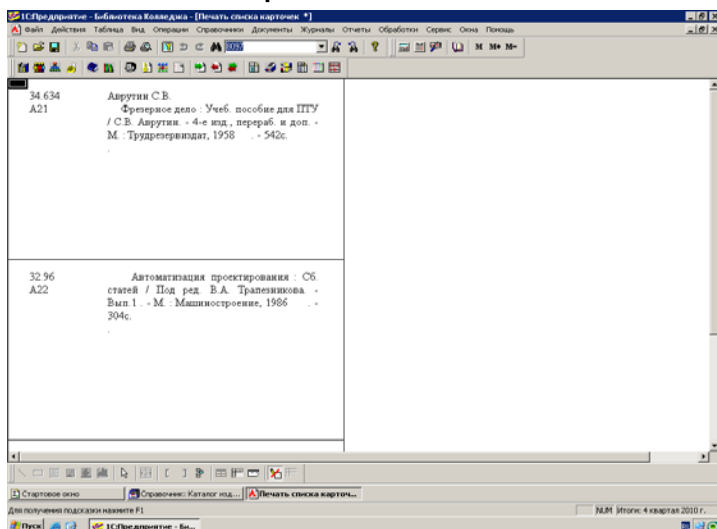 1С:Предприятие - Библиотека Колледжа - [Печать списка карточек *]
Файл Действия Таблица Вид Операции Справочники Документы Журналы Отчеты Обработки Сервис Окна Помощь
M M+ M-
34.634 Аврутин С.В.
А21 Фрезерное дело : Учеб. пособие для ПТУ
/ С.В. Аврутин. - 4-е изд., перераб. и доп. -
М. : Трудрезервиздат, 1958 . - 542с.
.
32.96 Автоматизация проектирования : Сб.
А22 статей / Под ред. В.А. Трапезникова. -
Вып.1 . - М. : Машиностроение, 1986 . -
304с.
.
Стартовое окно Справочник: Каталог изд... Печать списка карточ...
Для получения подсказки нажмите F1 NUM Итоги: 4 квартал 2010 г.
Пуск 1С:Предприятие - Би...